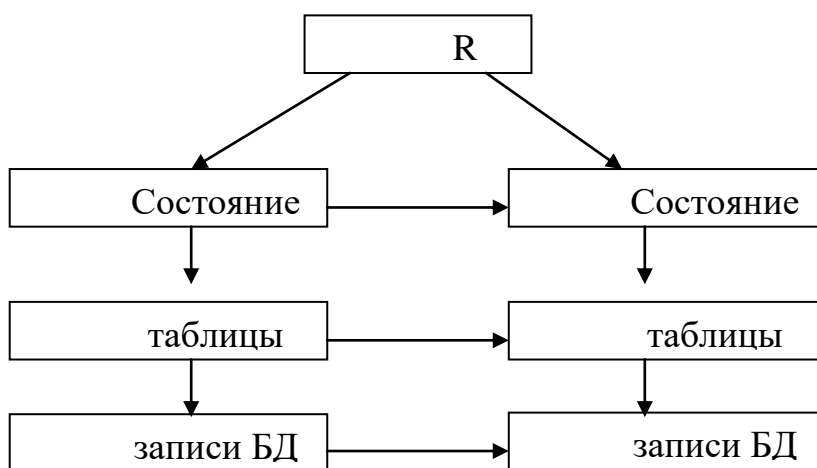 R
Состояние Состояние
таблицы таблицы
записи БД записи БД